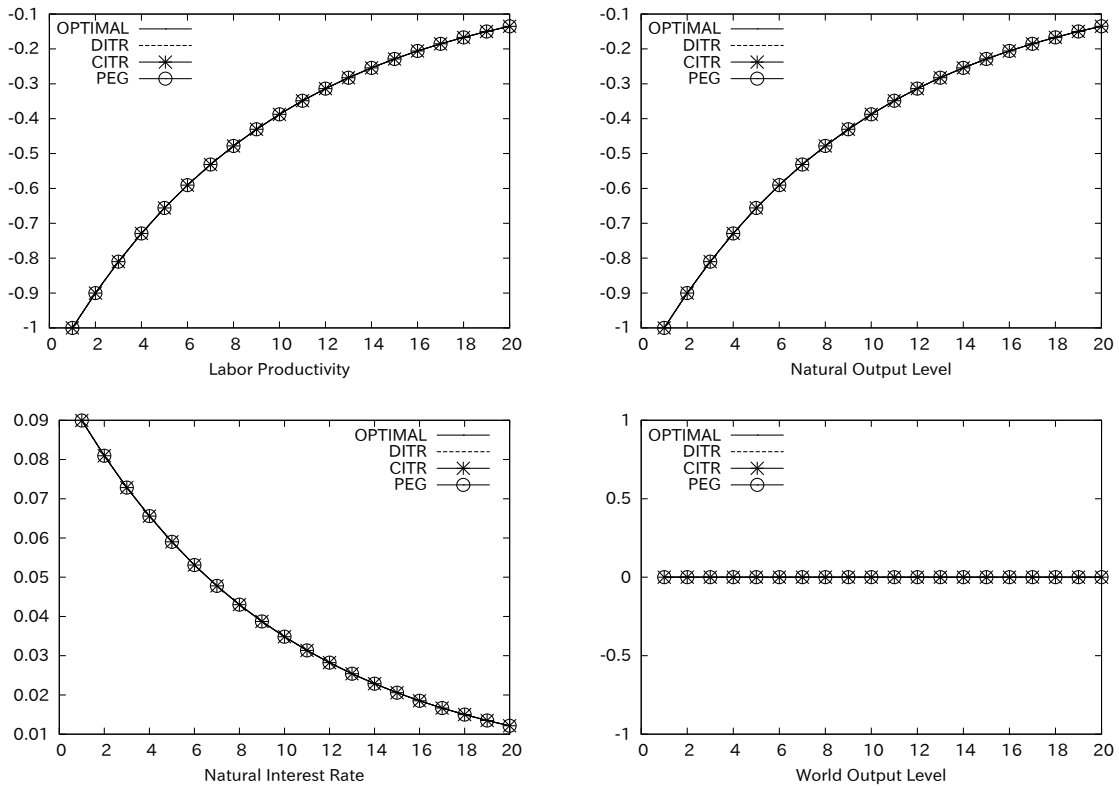 -0.1
-0.2
-0.3
-0.4
-0.5
-0.6
-0.7
-0.8
-0.9
-1
OPTIMAL
DITR
CITR
PEG
0 2 4 6 8 10 12 14 16 18 20
Labor Productivity
-0.1
-0.2
-0.3
-0.4
-0.5
-0.6
-0.7
-0.8
-0.9
-1
OPTIMAL
DITR
CITR
PEG
0 2 4 6 8 10 12 14 16 18 20
Natural Output Level
0.09
0.08
0.07
0.06
0.05
0.04
0.03
0.02
0.01
OPTIMAL
DITR
CITR
PEG
0 2 4 6 8 10 12 14 16 18 20
Natural Interest Rate
1
0.5
0
-0.5
-1
OPTIMAL
DITR
CITR
PEG
0 2 4 6 8 10 12 14 16 18 20
World Output Level